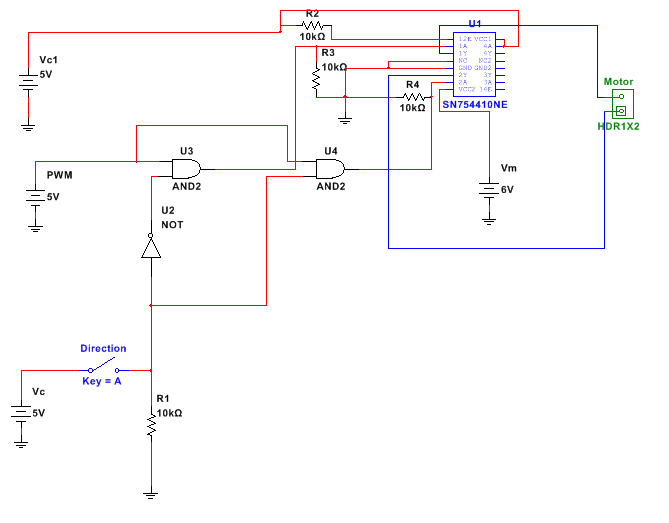 R2
10kΩ
U1
Vc1
5V
R3
10kΩ
12E VCC1
1A 4A
1Y 4Y
NC NC2
GND GND2
2Y 3Y
2A 3A
VCC2 34E
SN754410NE
R4
10kΩ
Motor
HDR1X2
U3
AND2
U4
AND2
PWM
5V
Vm
6V
U2
NOT
Direction
Key = A
Vc
5V
R1
10kΩ